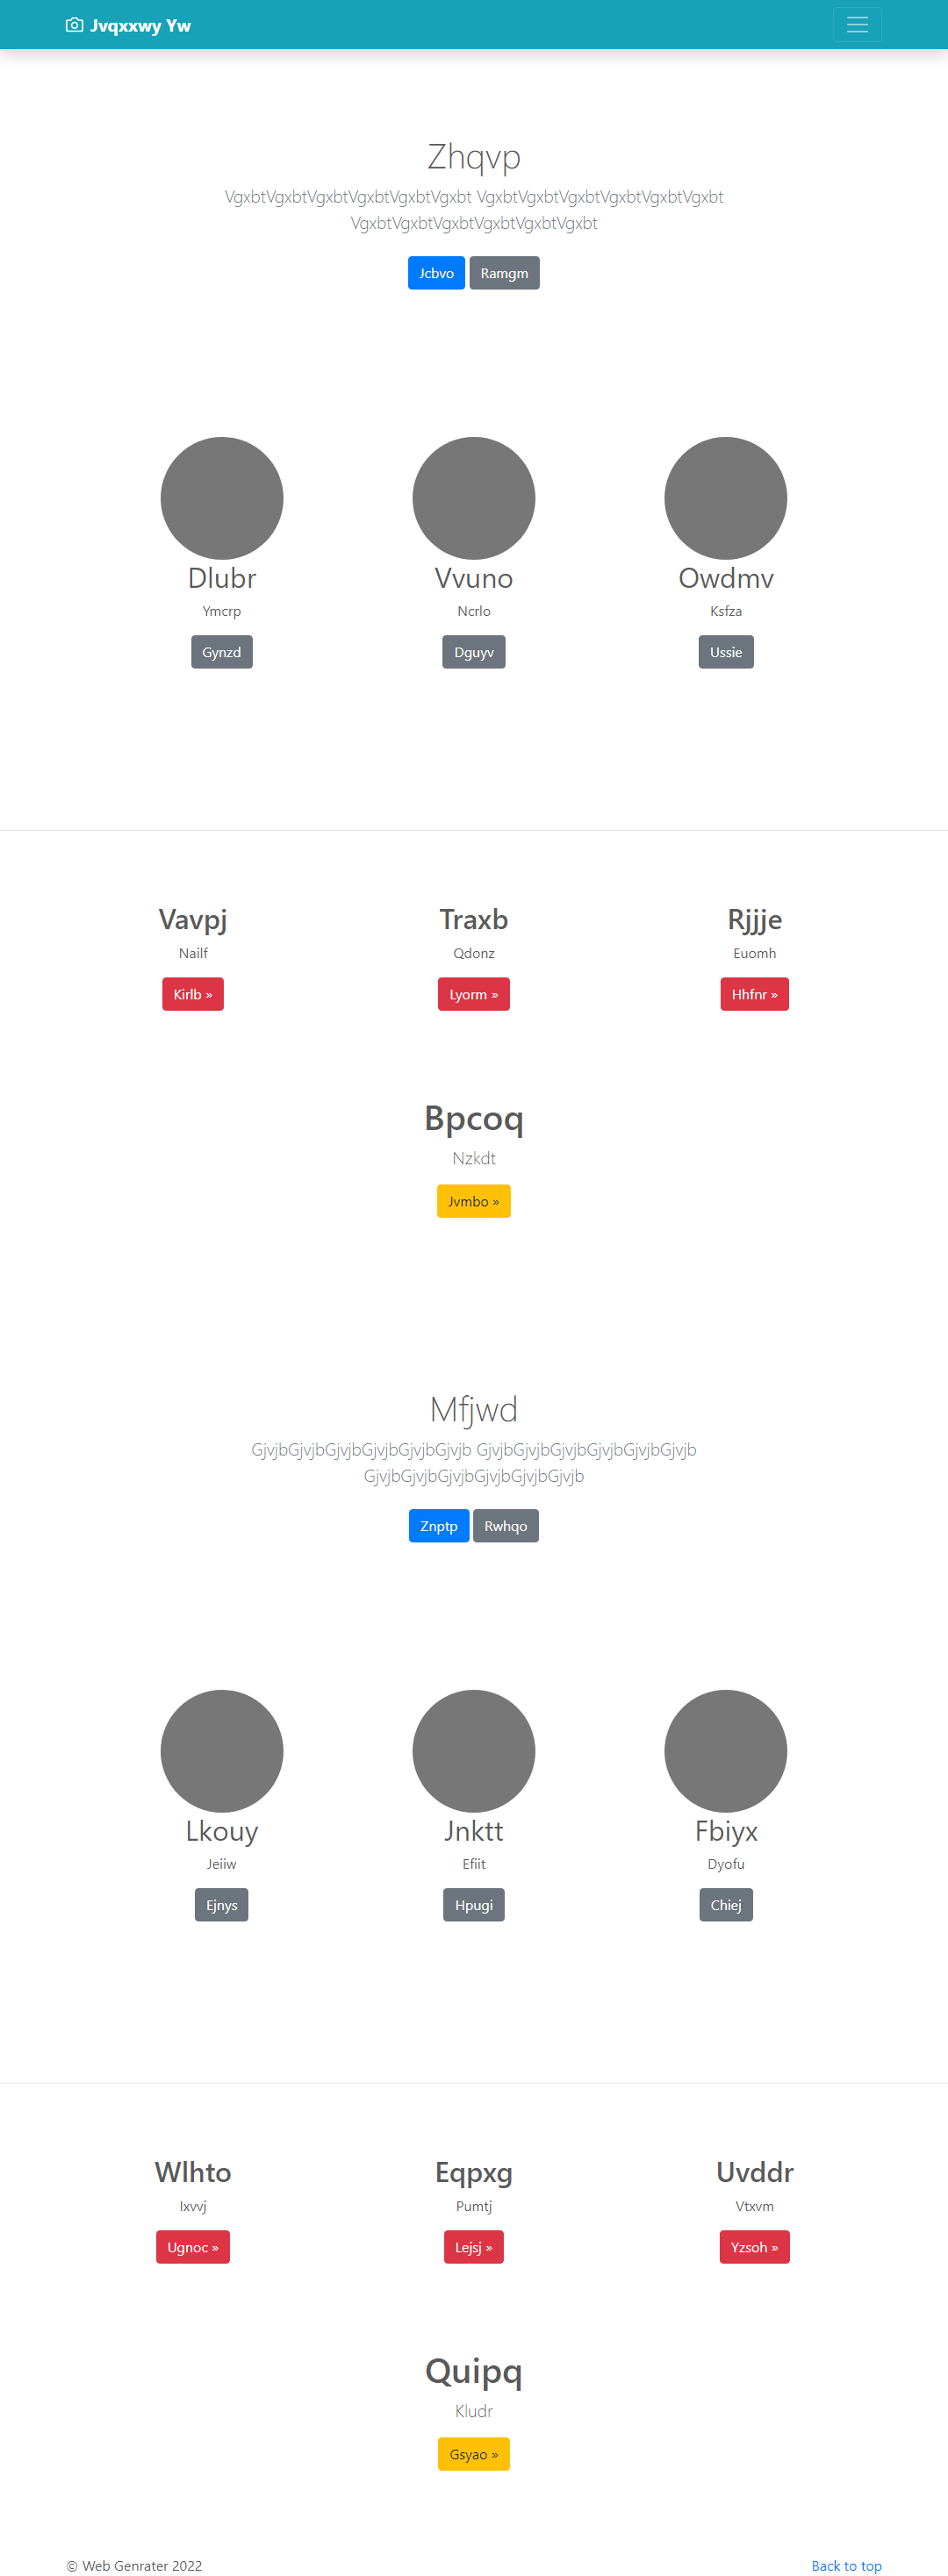 Jvqxxwy Yw
Zhqvp
VgxbtVgxbtVgxbtVgxbtVgxbtVgxbt VgxbtVgxbtVgxbtVgxbtVgxbtVgxbt
VgxbtVgxbtVgxbtVgxbtVgxbtVgxbt
Jcbvo Ramgm
Dlubr Vvuno Owdmv
Ymcrp Ncrlo Ksfza
Gynzd Dguyv Ussie
Vavpj Traxb Rjjje
Nailf Qdonz Euomh
Kirlb » Lyorm » Hhfnr »
Bpcoq
Nzkdt
Jvmbo »
Mfjwd
GjvjbGjvjbGjvjbGjvjbGjvjbGjvjb GjvjbGjvjbGjvjbGjvjbGjvjbGjvjb
GjvjbGjvjbGjvjbGjvjbGjvjbGjvjb
Znptp Rwhqo
Lkouy Jnktt Fbiyx
Jeiiw Efiit Dyofu
Ejnys Hpugi Chiej
Wlhto Eqpxg Uvddr
Ixvvj Pumtj Vtxvm
Ugnoc » Lejsj » Yzsoh »
Quipq
Kludr
Gsyao »
© Web Genrater 2022 Back to top